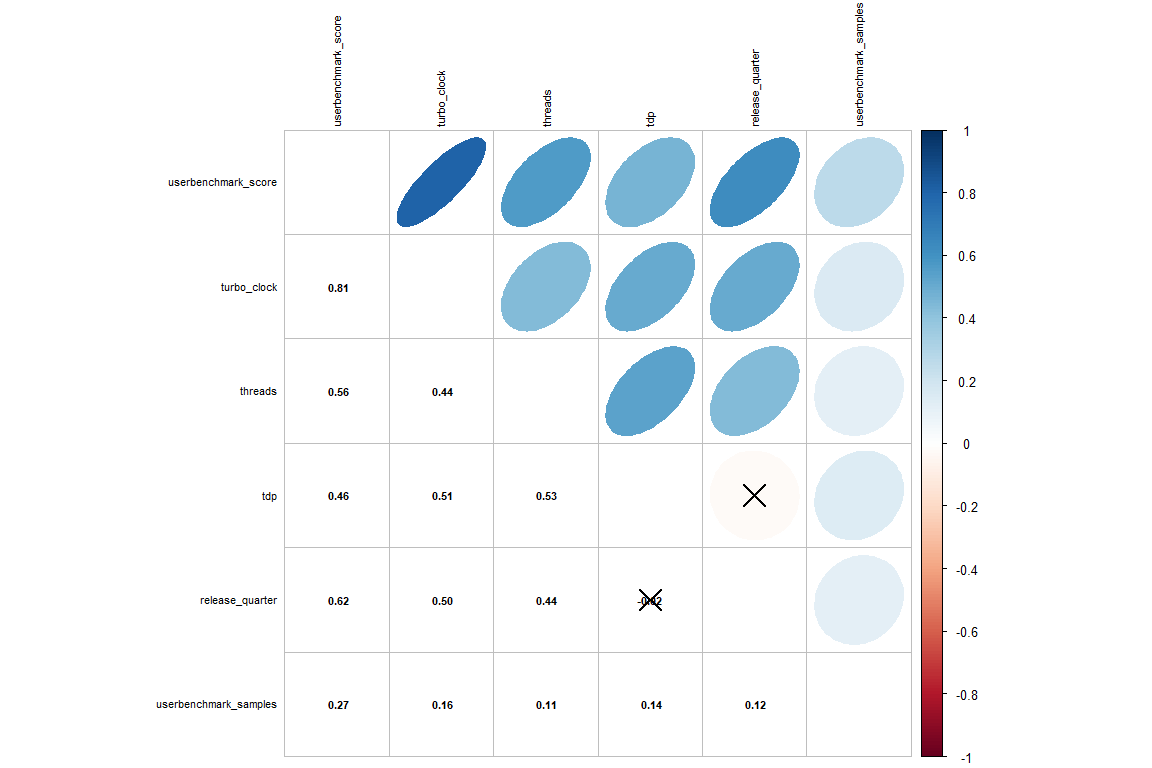 userbenchmark_score
turbo_clock
threads
tdp
release_quarter
userbenchmark_samples
1
userbenchmark_score
0.8
0.6
turbo_clock 0.81
0.4
0.2
threads 0.56 0.44
0
-0.2
tdp 0.46 0.51 0.53
-0.4
release_quarter 0.62 0.50 0.44 -0.02
-0.6
userbenchmark_samples 0.27 0.16 0.11 0.14 0.12
-0.8
-1